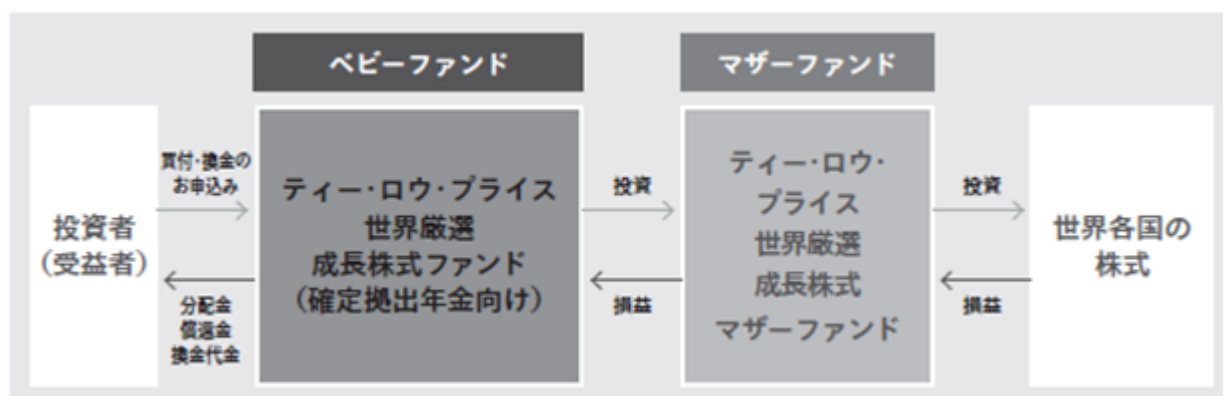 ベビーファンド
マザーファンド
投資者
（受益者）
買付・換金の
お申込み
分配金
償還金
換金代金
ティー・ロウ・プライス
世界厳選
成長株式ファンド
（確定拠出年金向け）
投資
損益
ティー・ロウ・
プライス
世界厳選
成長株式
マザーファンド
投資
損益
世界各国の
株式